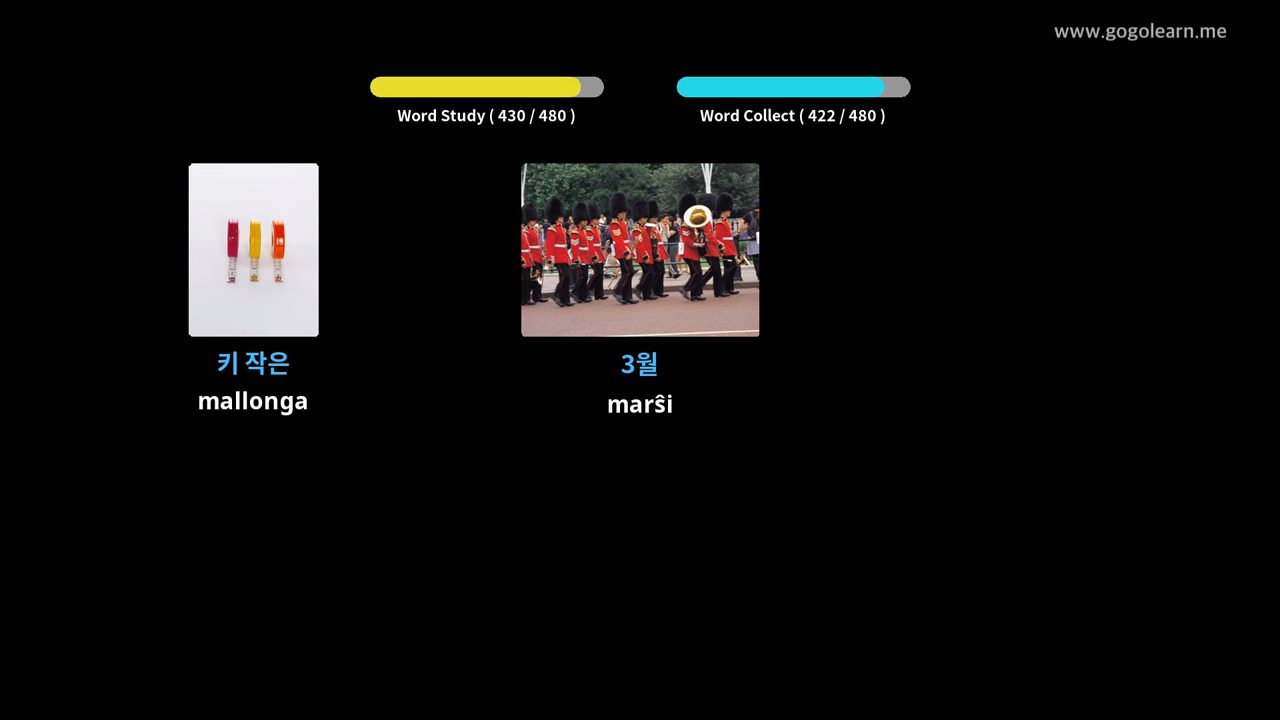 www.gogolearn.me
Word Study ( 430 / 480 )
Word Collect ( 422 / 480 )
키 작은
mallonga
3월
marŝi